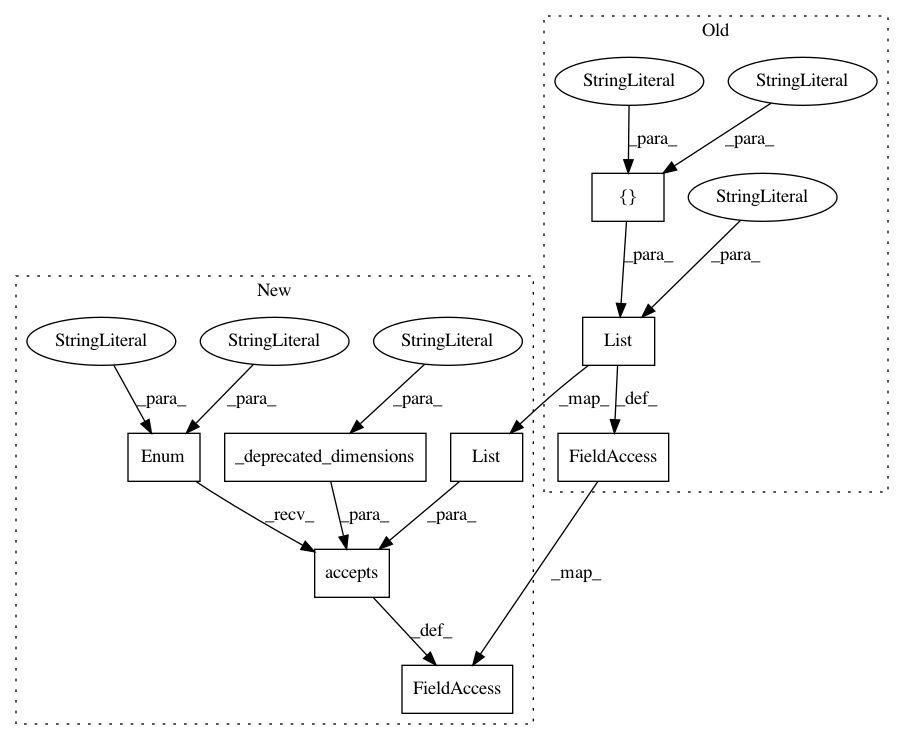 Old
StringLiteral StringLiteral
_para_ _para_
{} StringLiteral
_para_ _para_
New
StringLiteral StringLiteral StringLiteral List
_para_ _para_ _para_ _map_ _def_
Enum _deprecated_dimensions List FieldAccess
_recv_ _para_ _para_
accepts _map_
_def_
FieldAccess